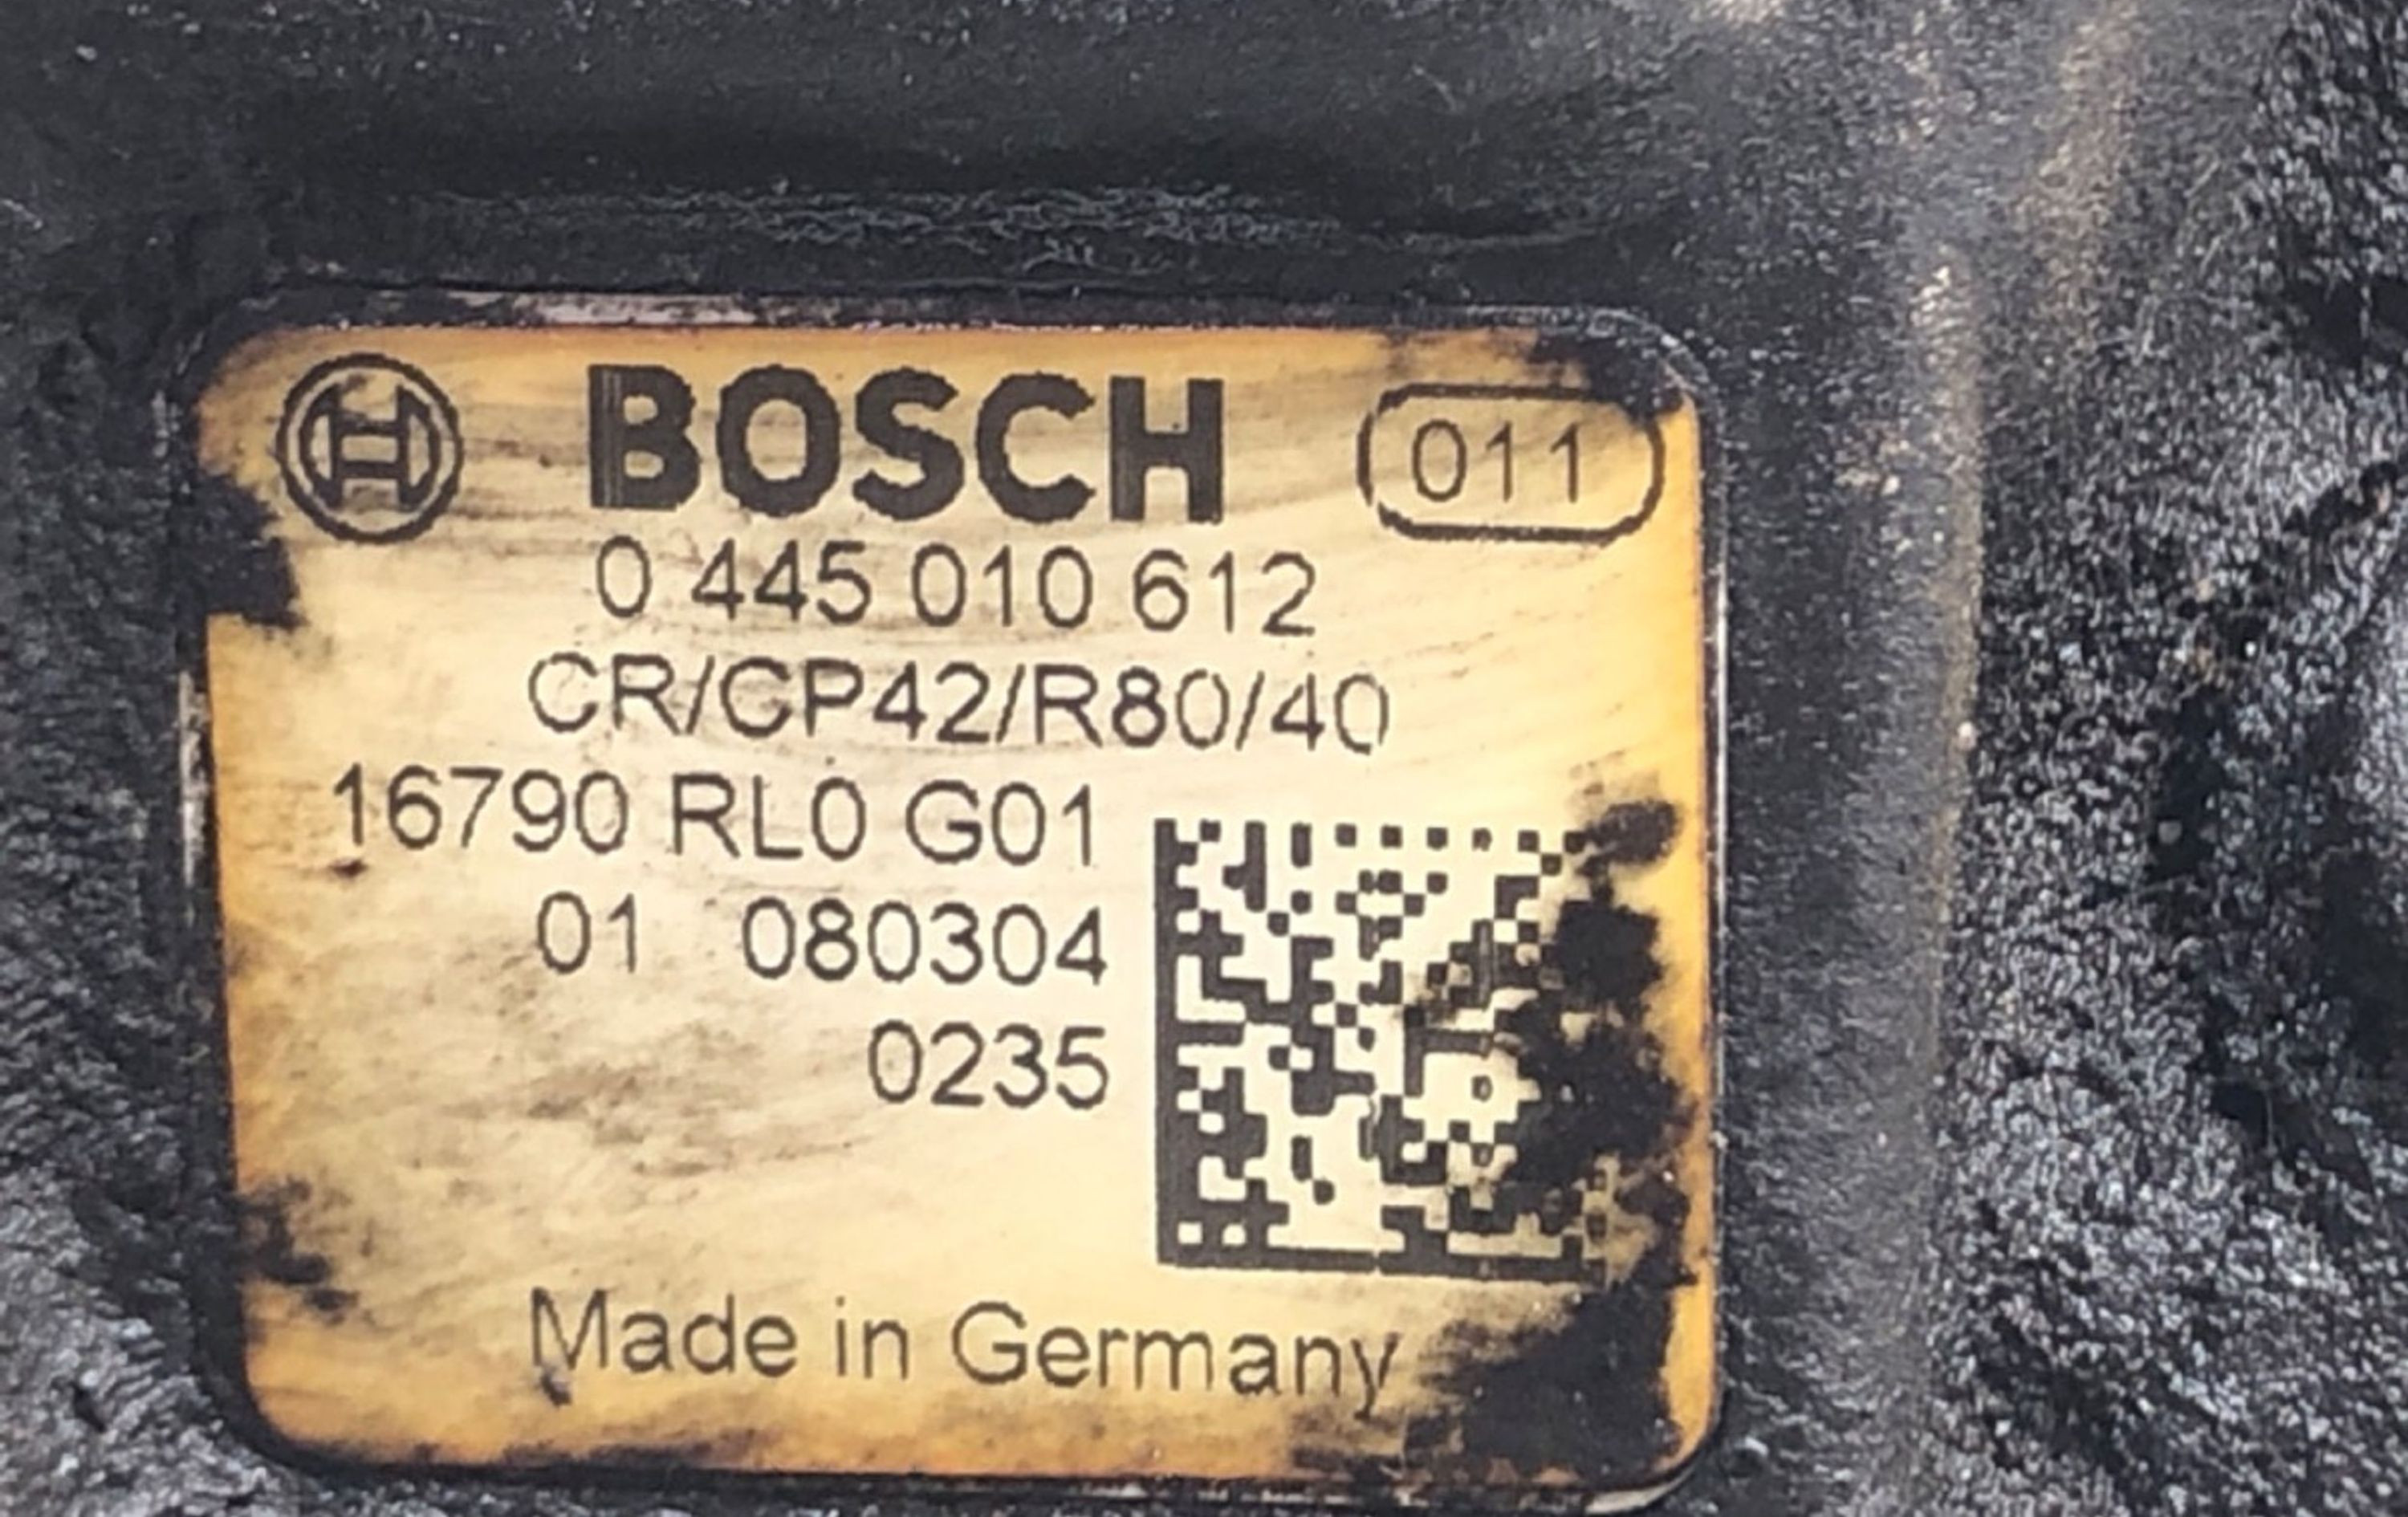 BOSCH 011
0 445 010 612
CR/CP42/R80/40
16790 RL0 G01
01 080304
0235
Made in Germany